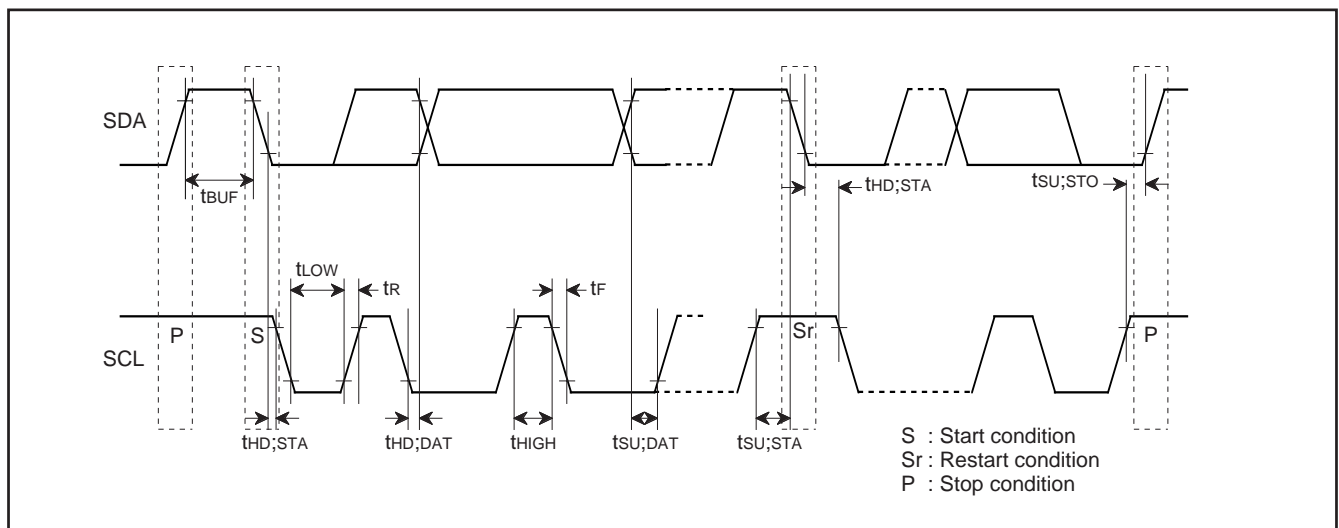 SDA
tBUF
tHD;STA
tSU;STO
tLOW
tR
tF
SCL
P
S
Sr
P
tHD;STA
tHD;DAT
tHIGH
tSU;DAT
tSU;STA
S : Start condition
Sr : Restart condition
P : Stop condition